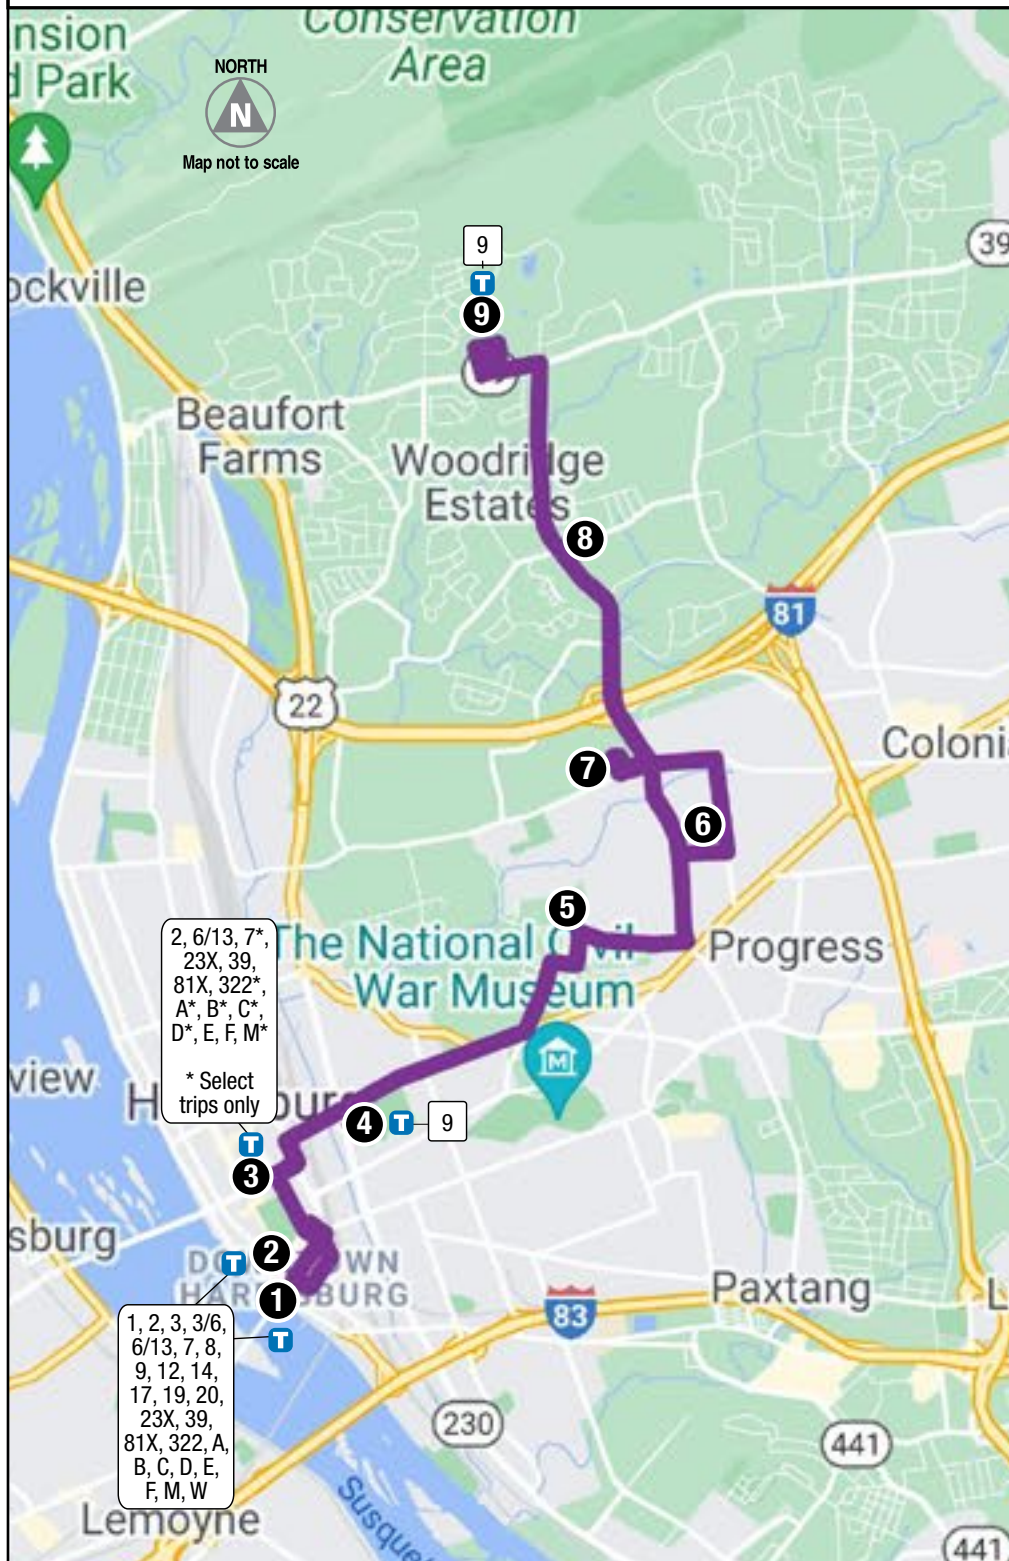 Conservation
Area
nsion
d Park
NORTH
N
Map not to scale
39
9
T
9
ockville
Beaufort
Farms
Woodridge
Estates
8
81
22
Coloni
7
6
5
2, 6/13, 7*,
23X, 39,
81X, 322*,
A*, B*, C*,
D*, E, F, M*
* Select
trips only
The National Civil
War Museum
Progress
M
view
4
T
9
T
3
sburg
2
T
DOWNTOWN
HARRISBURG
1
T
Paxtang
L
83
1, 2, 3, 3/6,
6/13, 7, 8,
9, 12, 14,
17, 19, 20,
23X, 39,
81X, 322, A,
B, C, D, E,
F, M, W
230
441
Lemoyne
Susque
441